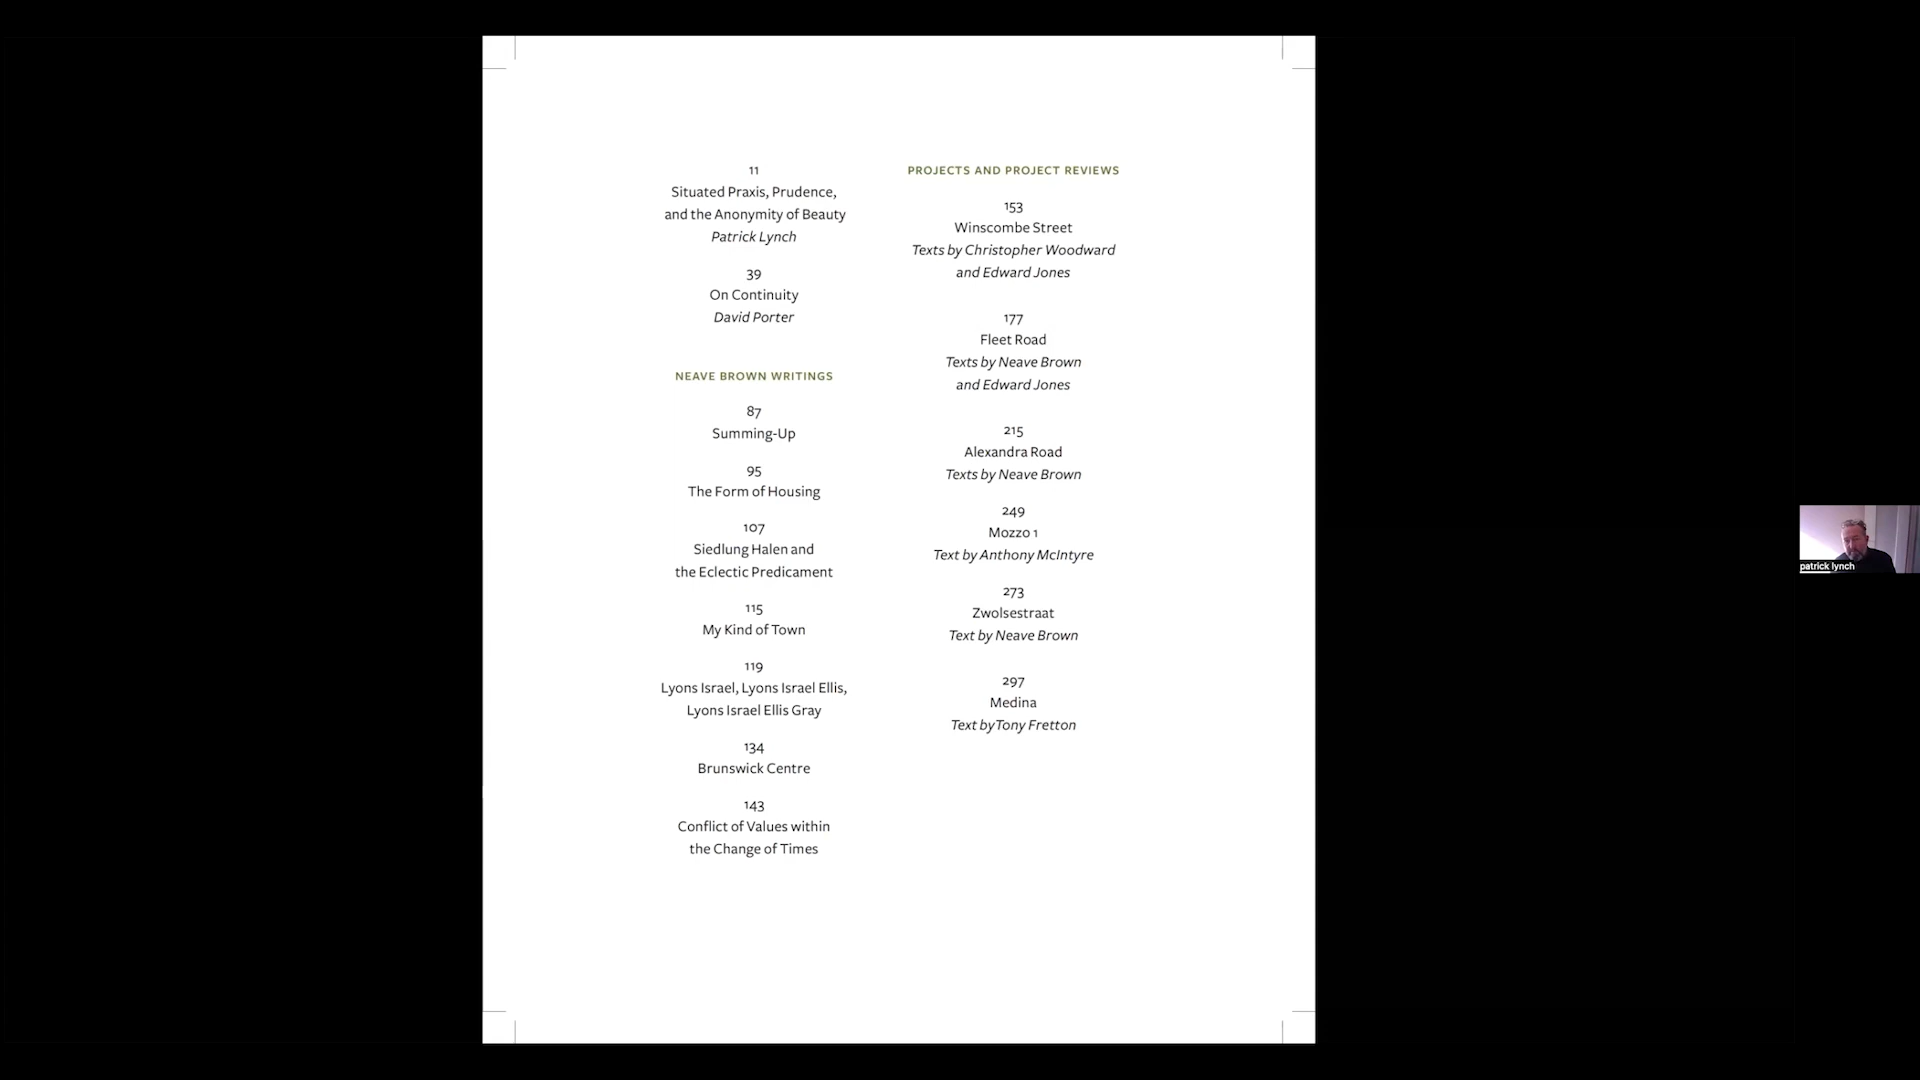 11
Situated Praxis, Prudence,
and the Anonymity of Beauty
Patrick Lynch
39
On Continuity
David Porter
NEAVE BROWN WRITINGS
87
Summing-Up
95
The Form of Housing
107
Siedlung Halen and
the Eclectic Predicament
115
My Kind of Town
119
Lyons Israel, Lyons Israel Ellis,
Lyons Israel Ellis Gray
134
Brunswick Centre
143
Conflict of Values within
the Change of Times
PROJECTS AND PROJECT REVIEWS
153
Winscombe Street
Texts by Christopher Woodward
and Edward Jones
177
Fleet Road
Texts by Neave Brown
and Edward Jones
215
Alexandra Road
Texts by Neave Brown
249
Mozzo 1
Text by Anthony McIntyre
273
Zwolsestraat
Text by Neave Brown
297
Medina
Text byTony Fretton
patrick lynch